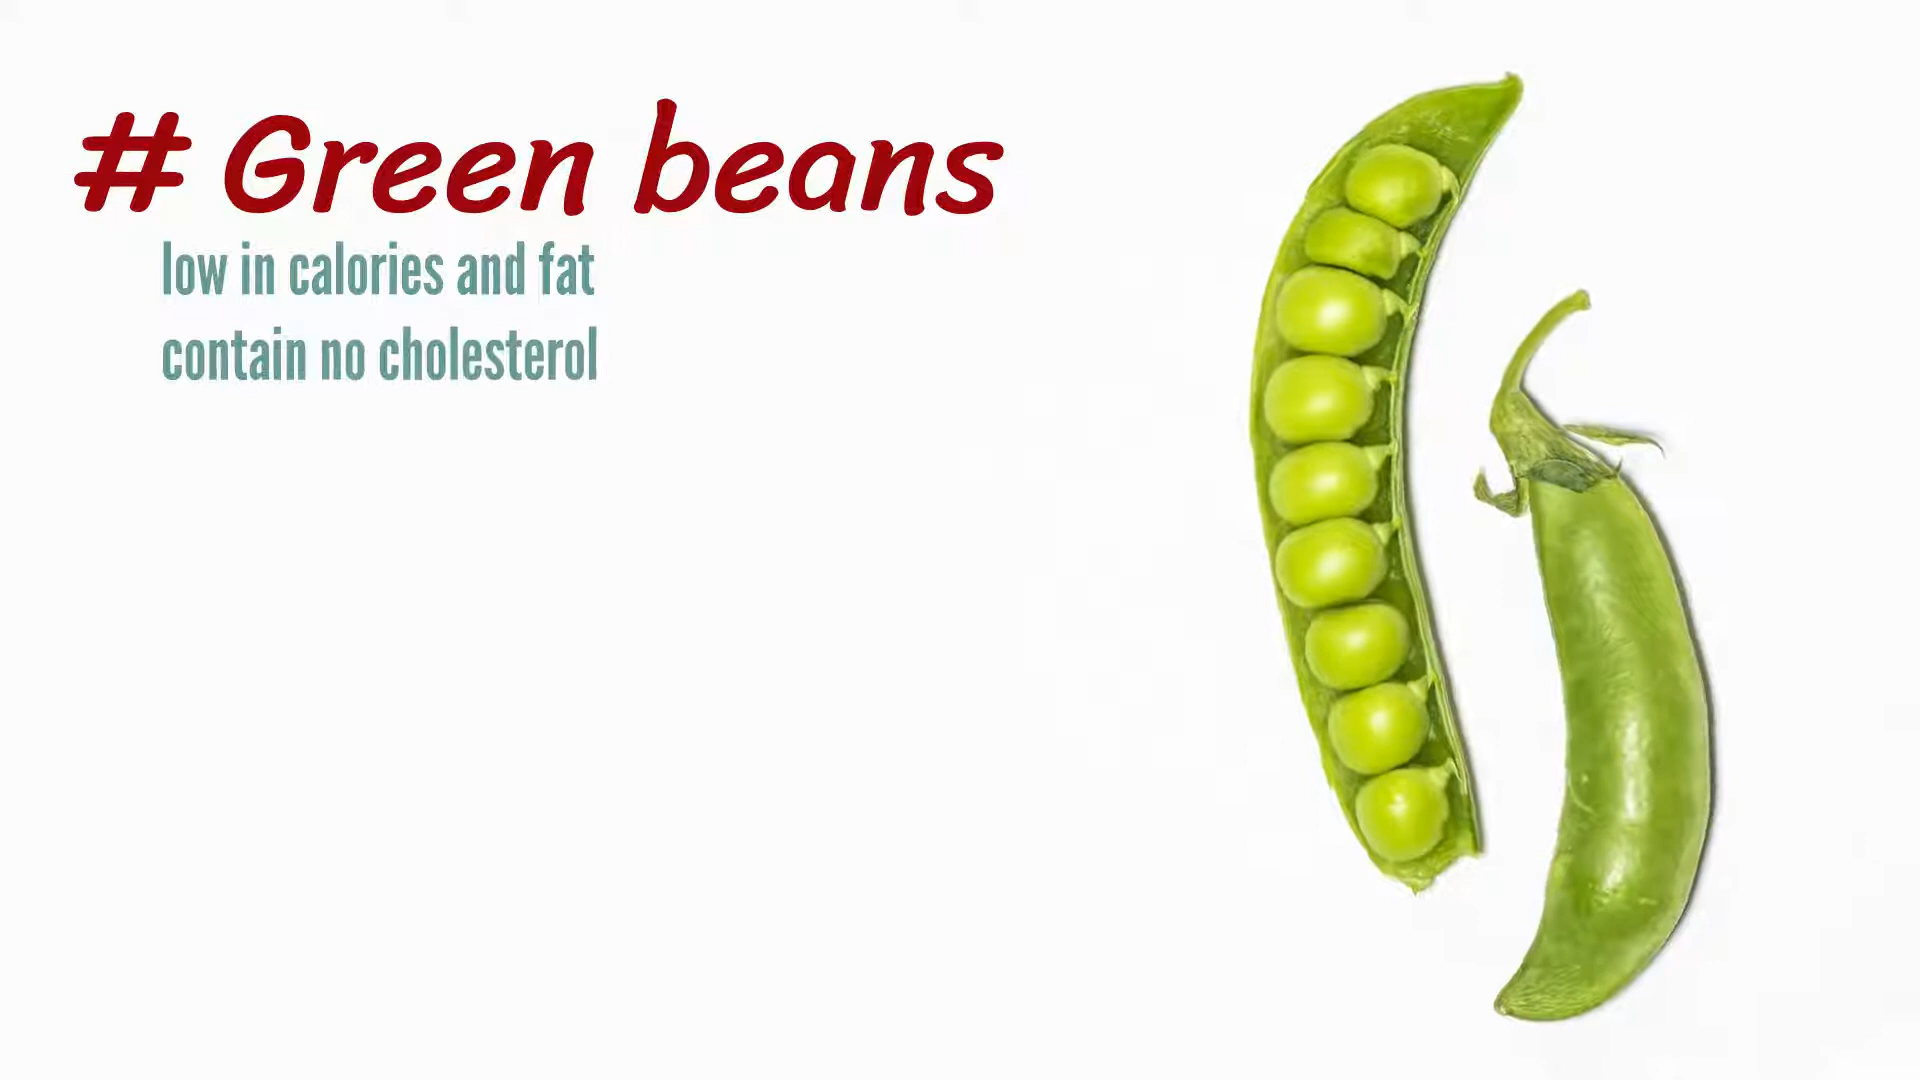 # Green beans
low in calories and fat
contain no cholesterol